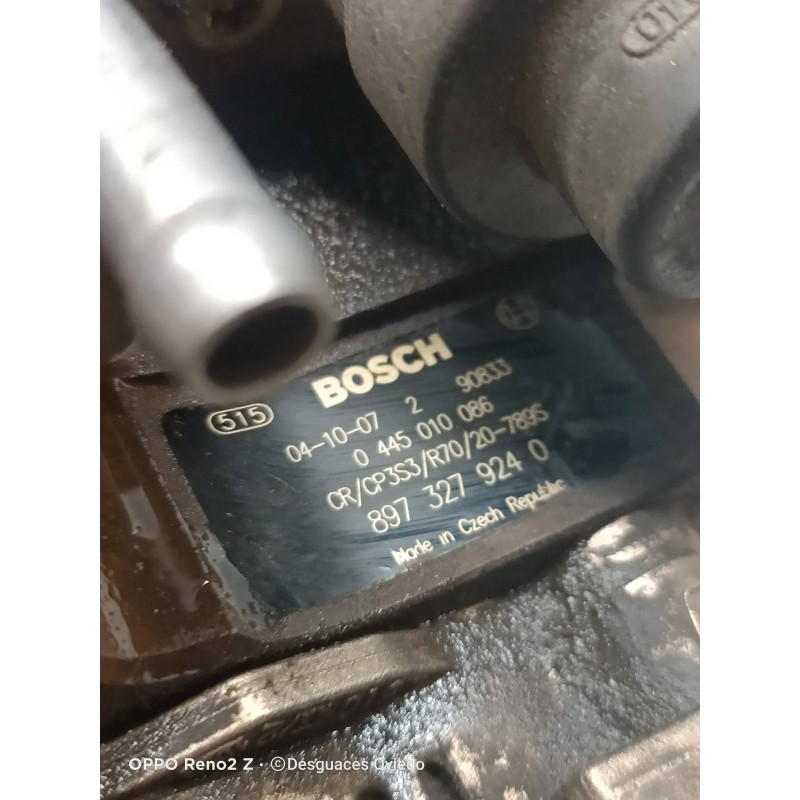 BOSCH
515
04-10-07 2 90833
0 445 010 086
CR/CP3S3/R70/20-789S
897 327 924 0
Made in Czech Republic
OPPO Reno2 Z · ©Desguaces Oviedo